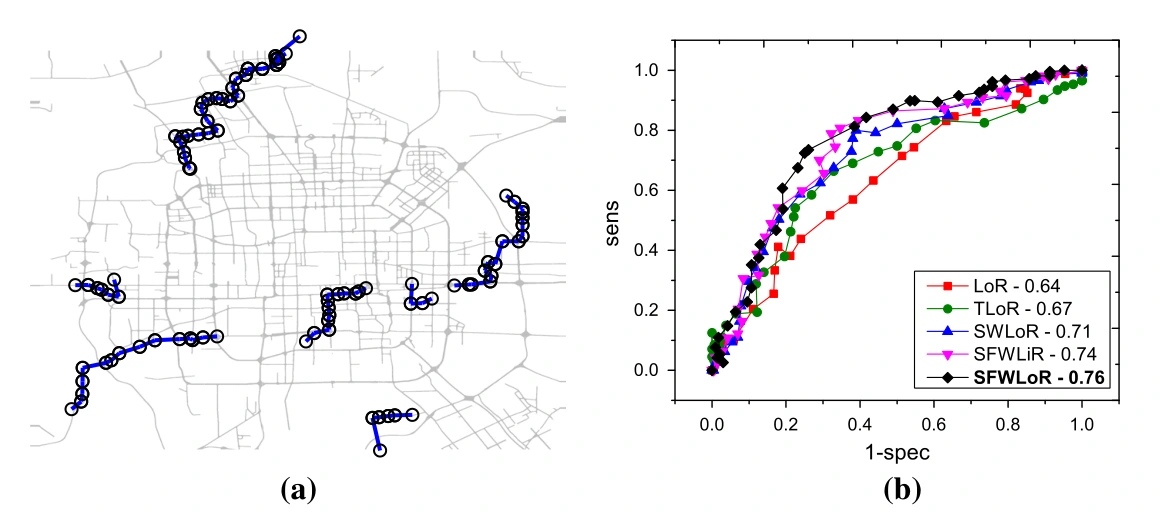 1.0
0.8
0.6
0.4
0.2
0.0
sens
LoR - 0.64
TLoR - 0.67
SWLoR - 0.71
SFWLiR - 0.74
SFWLoR - 0.76
0.0 0.2 0.4 0.6 0.8 1.0
1-spec
(a) (b)